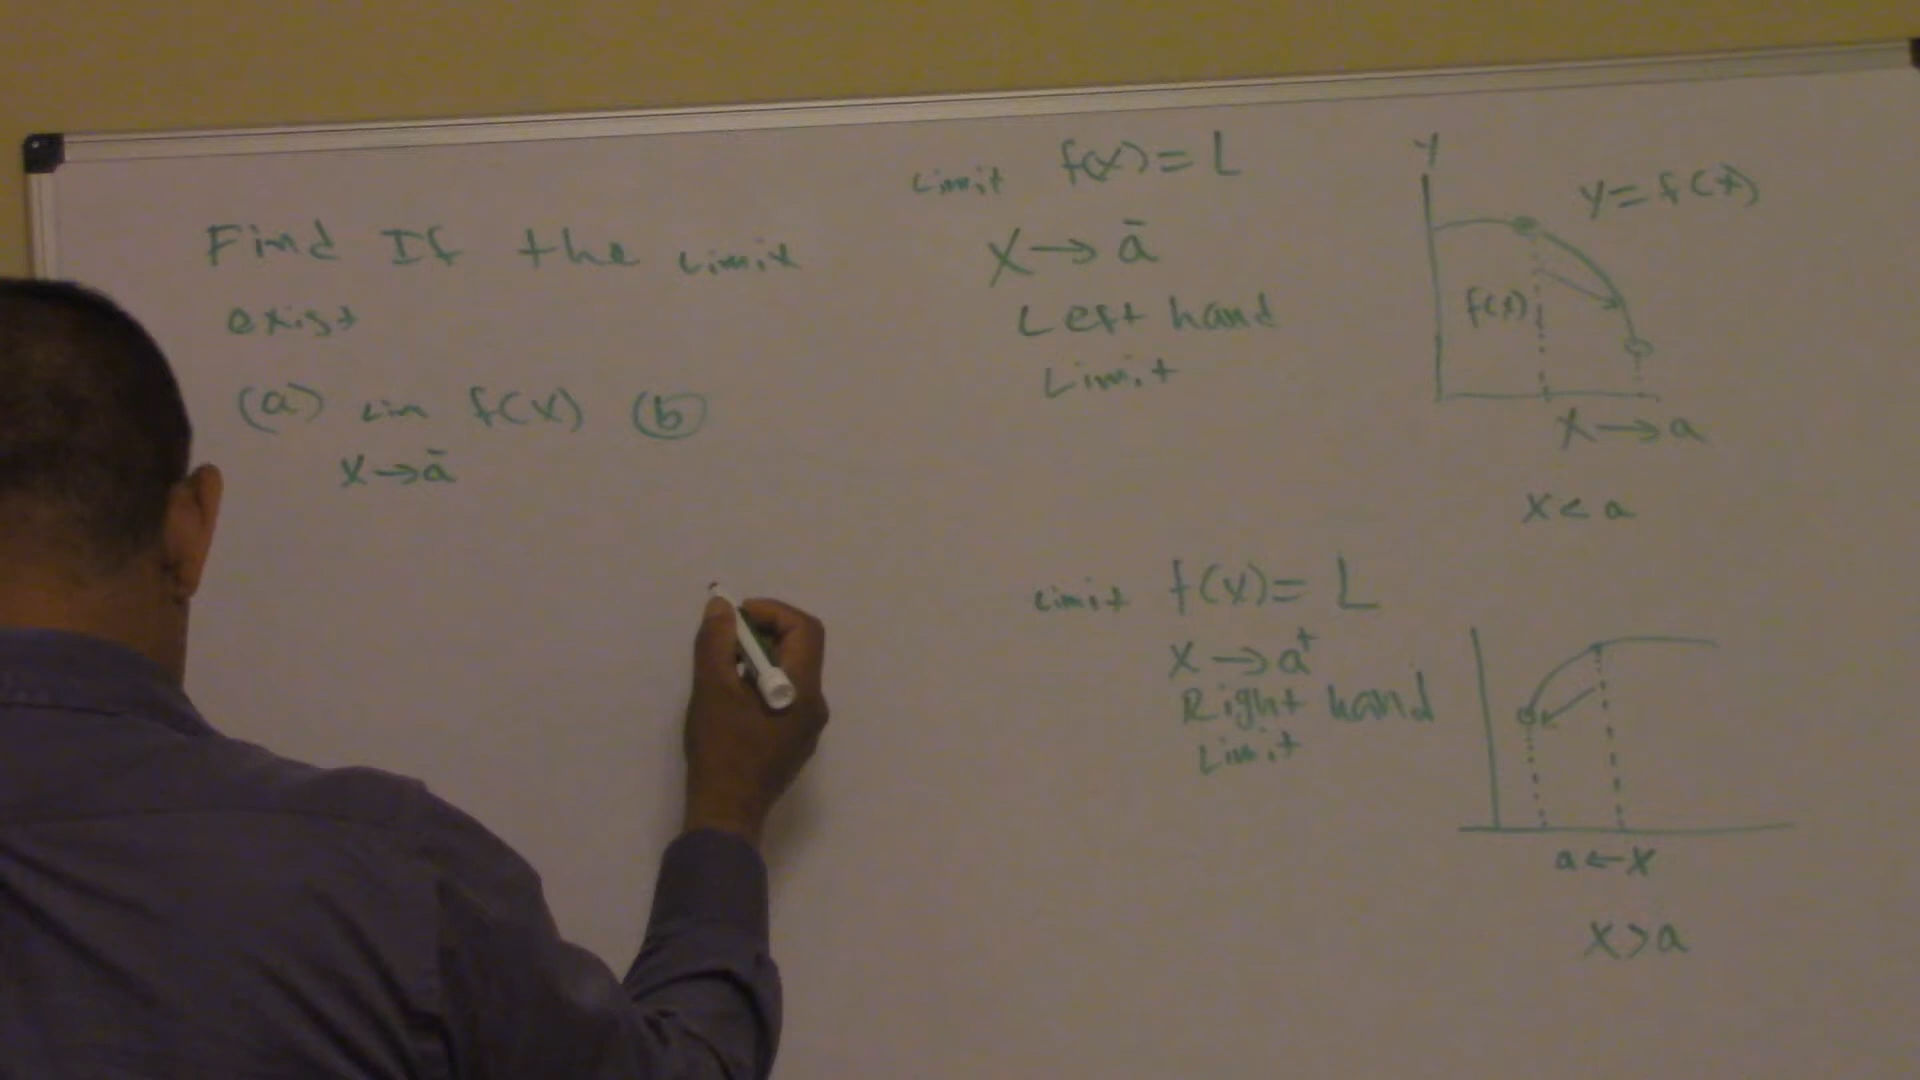 Find If the Limit
exist
(a) Lim f(x) (b)
x→a⁻
Limit f(x) = L
X→a⁻
Left hand
Limit
Y
y = f(x)
f(x)
X→a
x < a
Limit f(x) = L
x→a⁺
Right hand
Limit
a←x
x > a